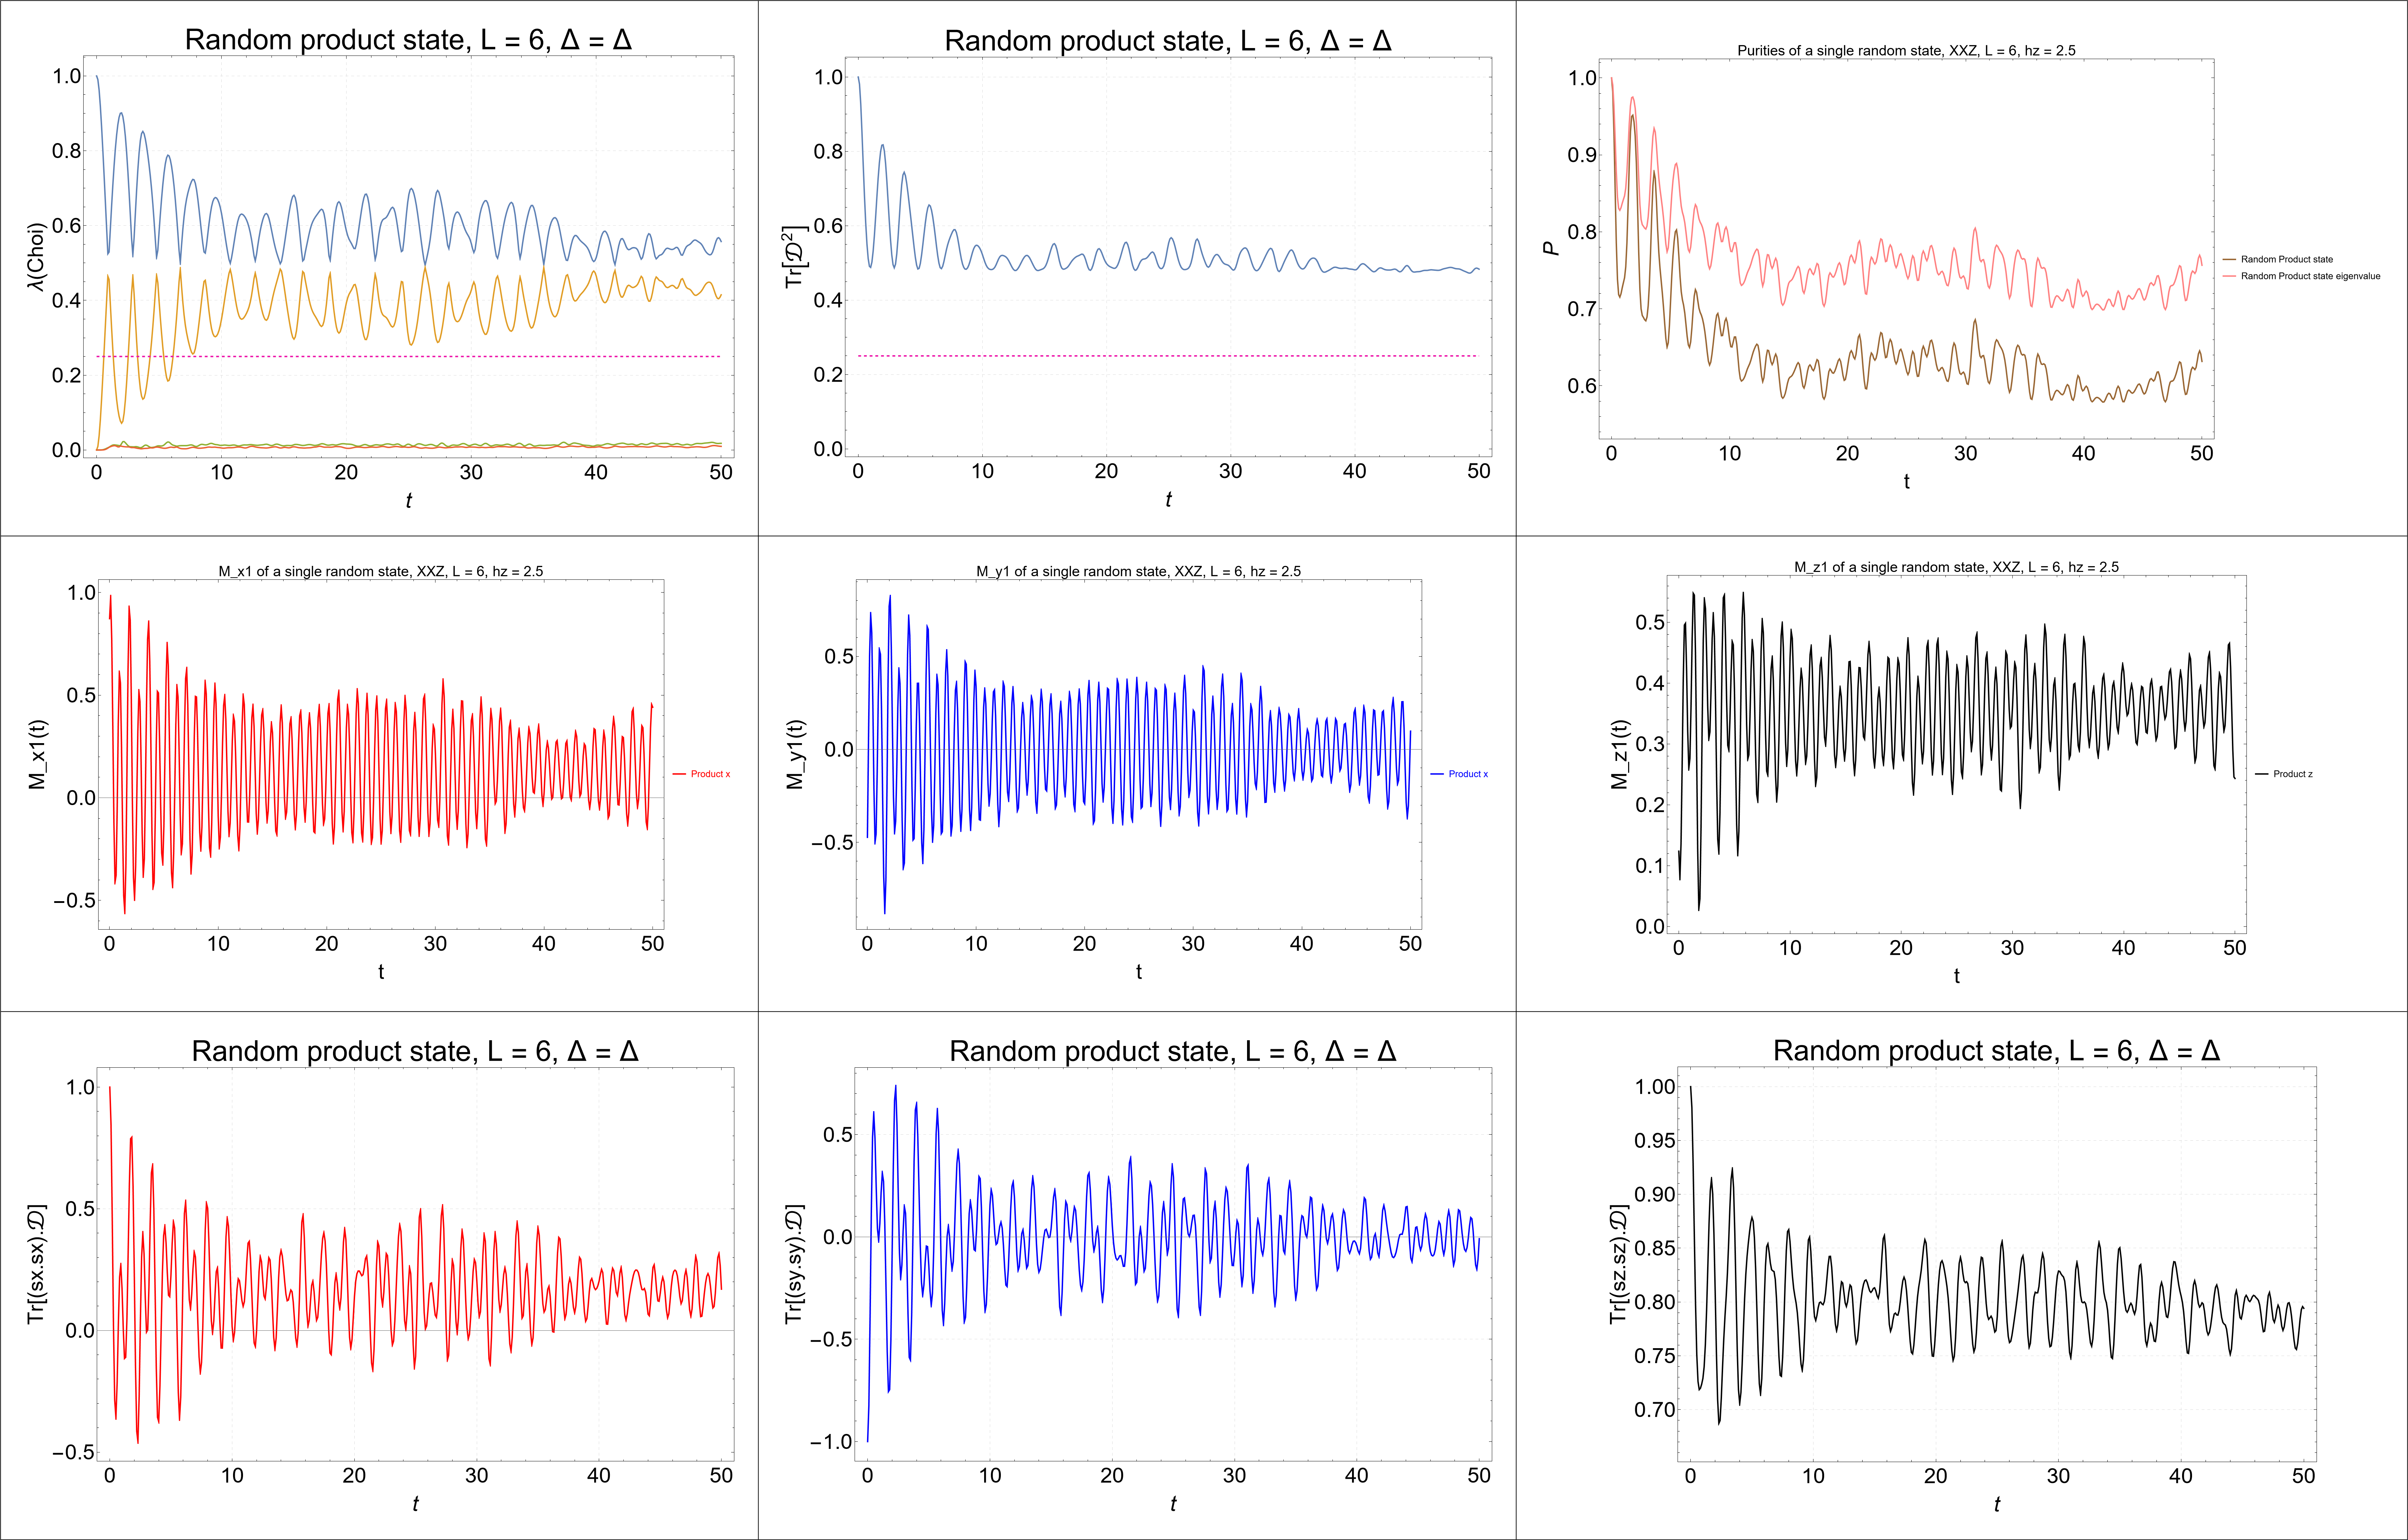 Random product state, L = 6, Δ = Δ
λ(Choi)
1.0
0.8
0.6
0.4
0.2
0.0
0 10 20 30 40 50
t
Random product state, L = 6, Δ = Δ
Tr[𝒟²]
1.0
0.8
0.6
0.4
0.2
0.0
0 10 20 30 40 50
t
Purities of a single random state, XXZ, L = 6, hz = 2.5
P
1.0
0.9
0.8
0.7
0.6
0 10 20 30 40 50
t
Random Product state
Random Product state eigenvalue
M_x1 of a single random state, XXZ, L = 6, hz = 2.5
M_x1(t)
1.0
0.5
0.0
−0.5
0 10 20 30 40 50
t
Product x
M_y1 of a single random state, XXZ, L = 6, hz = 2.5
M_y1(t)
0.5
0.0
−0.5
0 10 20 30 40 50
t
Product x
M_z1 of a single random state, XXZ, L = 6, hz = 2.5
M_z1(t)
0.5
0.4
0.3
0.2
0.1
0.0
0 10 20 30 40 50
t
Product z
Random product state, L = 6, Δ = Δ
Tr[(sx.sx).𝒟]
1.0
0.5
0.0
−0.5
0 10 20 30 40 50
t
Random product state, L = 6, Δ = Δ
Tr[(sy.sy).𝒟]
0.5
0.0
−0.5
−1.0
0 10 20 30 40 50
t
Random product state, L = 6, Δ = Δ
Tr[(sz.sz).𝒟]
1.00
0.95
0.90
0.85
0.80
0.75
0.70
0 10 20 30 40 50
t